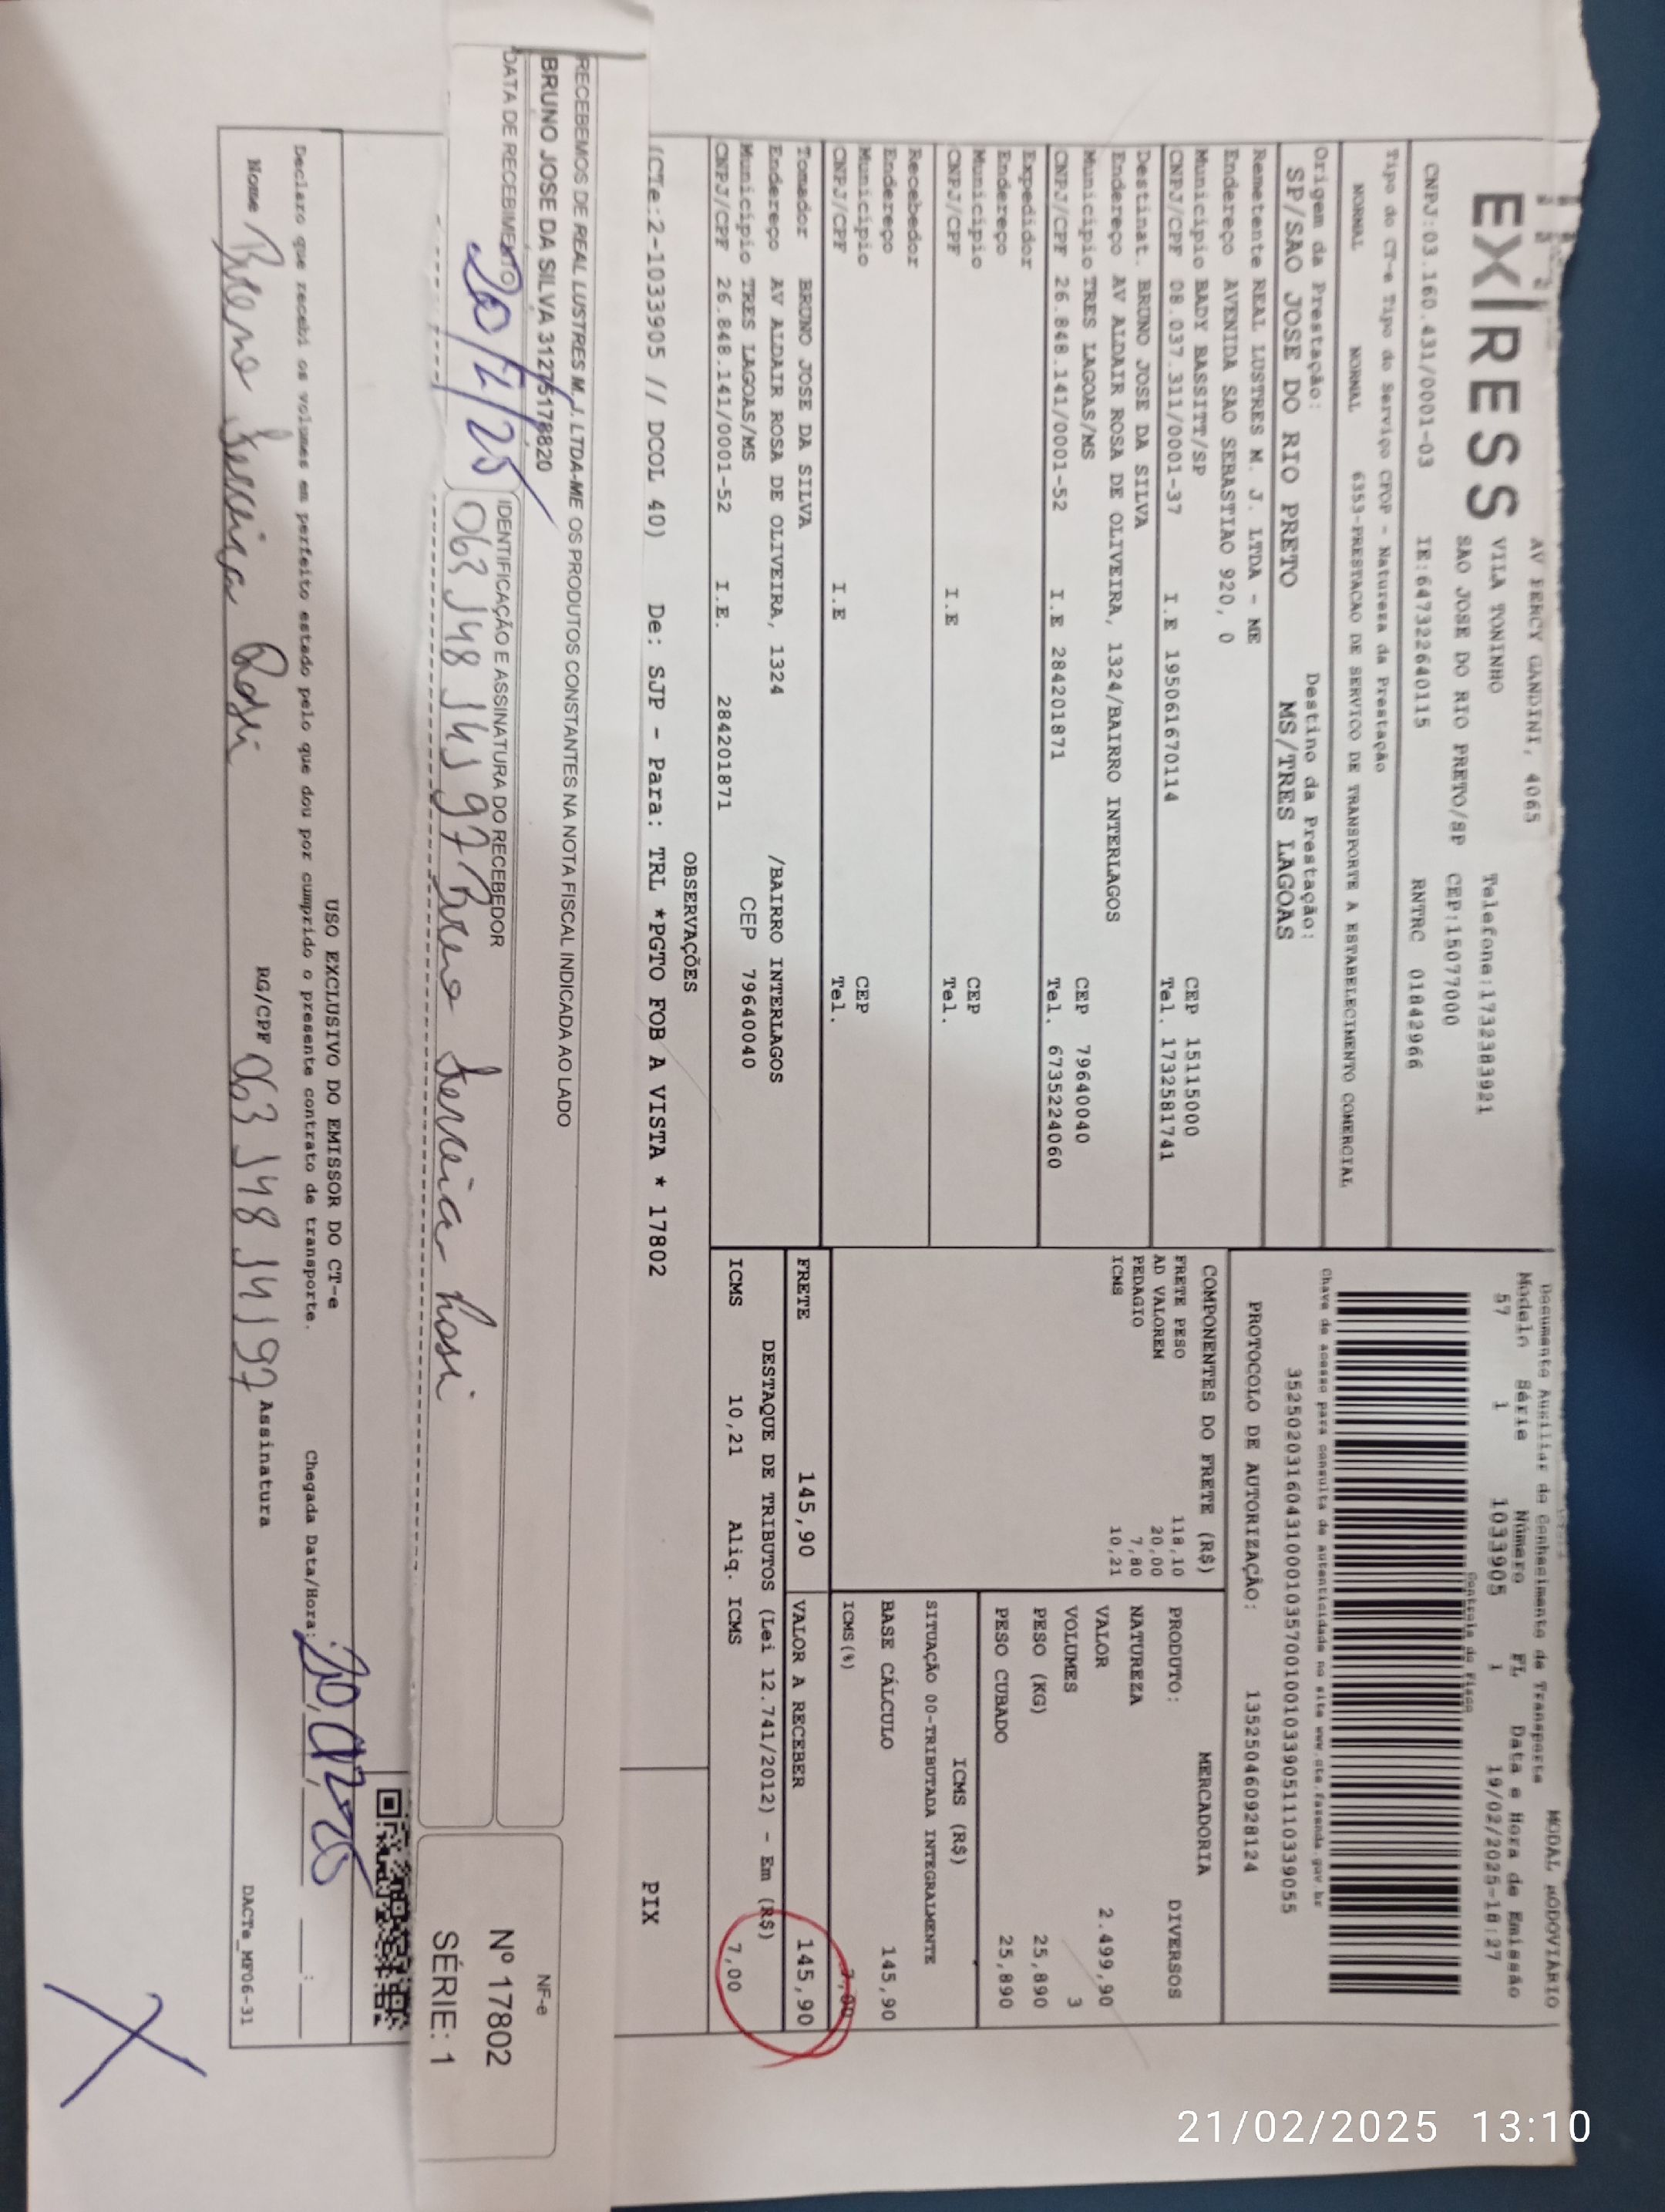 EXPRESS
AV PERCY GANDINI, 4065
VILA TONINHO Telefone:1732383921
SAO JOSE DO RIO PRETO/SP CEP:15077000
CNPJ:03.160.431/0001-03 IE:647322640115 RNTRC 01842966
Tipo do CT-e Tipo do Serviço CFOP - Natureza da Prestação
NORMAL NORMAL 6353-PRESTACAO DE SERVICO DE TRANSPORTE A ESTABELECIMENTO COMERCIAL
Origem da Prestação: Destino da Prestação:
SP/SAO JOSE DO RIO PRETO MS/TRES LAGOAS
Remetente REAL LUSTRES M. J. LTDA - ME
Endereço AVENIDA SAO SEBASTIAO 920, 0
Município BADY BASSITT/SP CEP 15115000
CNPJ/CPF 08.037.311/0001-37 I.E 195061670114 Tel. 1732581741
Destinat. BRUNO JOSE DA SILVA
Endereço AV ALDAIR ROSA DE OLIVEIRA, 1324/BAIRRO INTERLAGOS
Município TRES LAGOAS/MS CEP 79640040
CNPJ/CPF 26.848.141/0001-52 I.E 284201871 Tel. 6735224060
Expedidor
Endereço
Município CEP
CNPJ/CPF I.E Tel.
Recebedor
Endereço
Município CEP
CNPJ/CPF I.E Tel.
Tomador BRUNO JOSE DA SILVA
Endereço AV ALDAIR ROSA DE OLIVEIRA, 1324 /BAIRRO INTERLAGOS
Município TRES LAGOAS/MS CEP 79640040
CNPJ/CPF 26.848.141/0001-52 I.E. 284201871
MODAL RODOVIÁRIO
Documento Auxiliar do Conhecimento de Transporte
Modelo Série Número FL Data e Hora de Emissão
57 1 1033905 1 19/02/2025-18:27
Controle do Fisco
Chave de acesso para consulta de autenticidade no site www.cte.fazenda.gov.br
PROTOCOLO DE AUTORIZAÇÃO: 135250460928124
COMPONENTES DO FRETE (R$)
FRETE PESO 118,10
AD VALOREM 20,00
PEDAGIO 7,80
ICMS 10,21
MERCADORIA
PRODUTO: DIVERSOS
NATUREZA
VALOR 2.499,90
VOLUMES 3
PESO (KG) 25,890
PESO CUBADO 25,890
ICMS (R$)
SITUAÇÃO 00-TRIBUTADA INTEGRALMENTE
BASE CÁLCULO 145,90
ICMS(%) 7,00
FRETE 145,90 VALOR A RECEBER 145,90
DESTAQUE DE TRIBUTOS (Lei 12.741/2012) - Em (R$)
ICMS 10,21 Aliq. ICMS 7,00
OBSERVAÇÕES
(CTe:2-1033905 // DCOL 40) De: SJP - Para: TRL *PGTO FOB A VISTA * 17802
PIX
RECEBEMOS DE REAL LUSTRES M. J. LTDA-ME OS PRODUTOS CONSTANTES NA NOTA FISCAL INDICADA AO LADO
BRUNO JOSE DA SILVA 31275178820
DATA DE RECEBIMENTO IDENTIFICAÇÃO E ASSINATURA DO RECEBEDOR
20/2/25 063 148 141 97 Breno Ferreira Rosi
NF-e
Nº 17802
SÉRIE: 1
USO EXCLUSIVO DO EMISSOR DO CT-e
Declaro que recebi os volumes em perfeito estado pelo que dou por cumprido o presente contrato de transporte. Chegada Data/Hora: 20/02/25
Nome Breno Ferreira Rosi RG/CPF 063 148 141 97 Assinatura
DACTe_MF06-31
21/02/2025 13:10